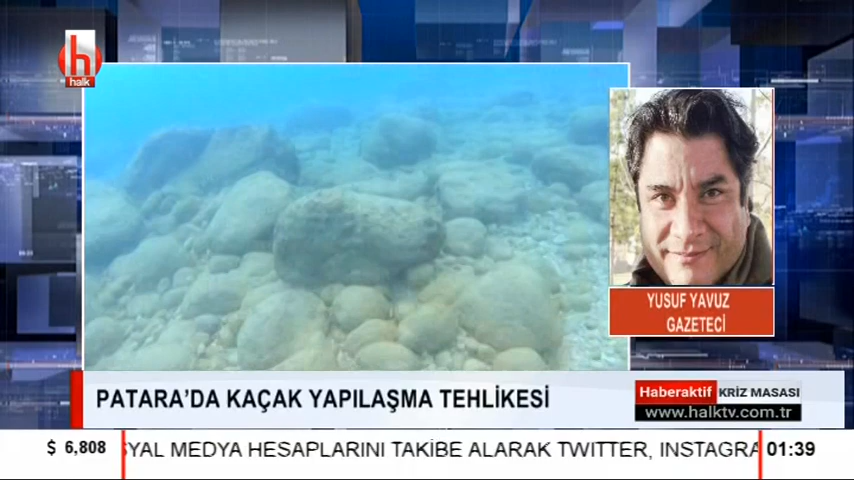 h
halk
YUSUF YAVUZ
GAZETECİ
PATARA'DA KAÇAK YAPILAŞMA TEHLİKESİ
Haberaktif KRİZ MASASI
www.halktv.com.tr
$ 6,808
SYAL MEDYA HESAPLARINI TAKİBE ALARAK TWITTER, INSTAGRA
01:39